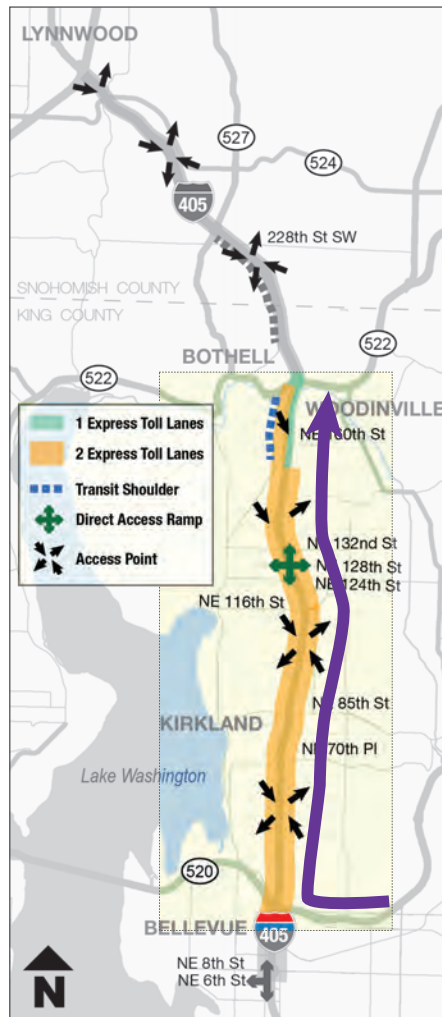 LYNNWOOD
527
524
405
228th St SW
SNOHOMISH COUNTY
KING COUNTY
BOTHELL
522
522
WOODINVILLE
1 Express Toll Lanes
2 Express Toll Lanes
Transit Shoulder
Direct Access Ramp
Access Point
NE 160th St
NE 132nd St
NE 128th St
NE 124th St
NE 116th St
NE 85th St
KIRKLAND
NE 70th Pl
Lake Washington
520
BELLEVUE
405
NE 8th St
NE 6th St
N